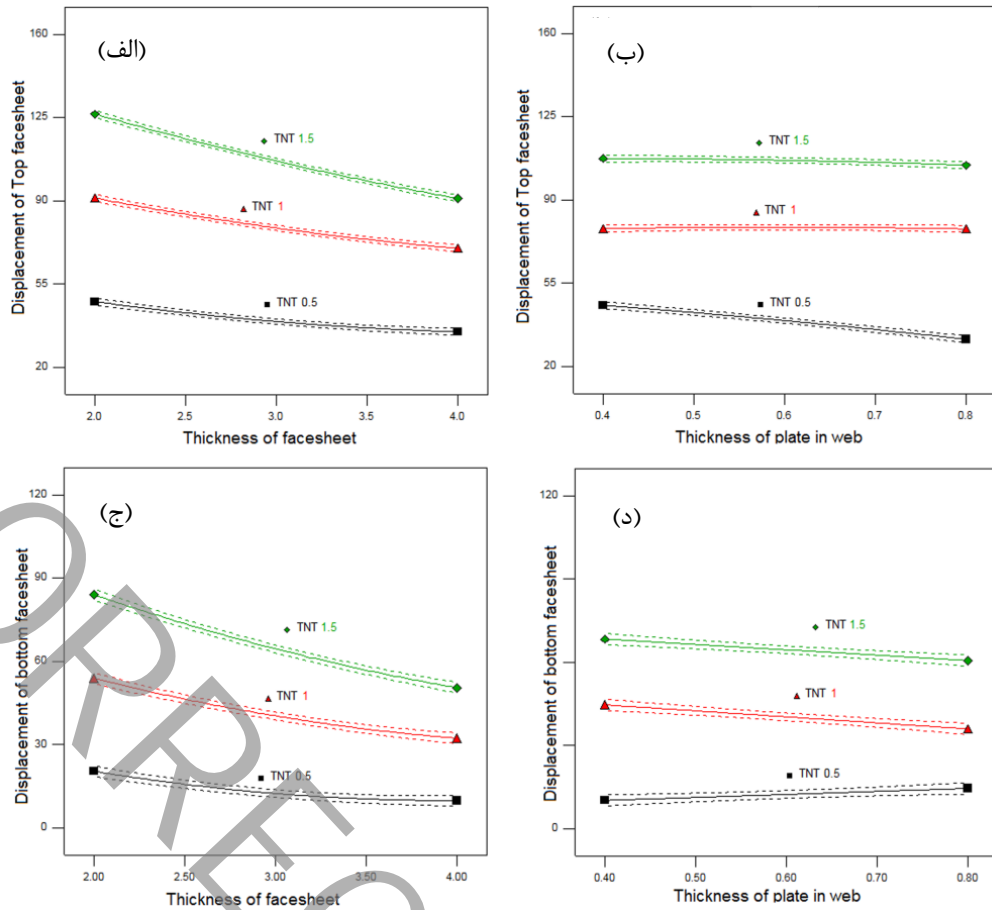 (الف)
Displacement of Top facesheet
160
125
90
55
20
TNT 1.5
TNT 1
TNT 0.5
2.0 2.5 3.0 3.5 4.0
Thickness of facesheet
(ب)
Displacement of Top facesheet
160
125
90
55
20
TNT 1.5
TNT 1
TNT 0.5
0.4 0.5 0.6 0.7 0.8
Thickness of plate in web
(ج)
Displacement of bottom facesheet
120
90
60
30
0
TNT 1.5
TNT 1
TNT 0.5
2.00 2.50 3.00 3.50 4.00
Thickness of facesheet
(د)
Displacement of bottom facesheet
120
0
TNT 1.5
TNT 1
TNT 0.5
0.40 0.50 0.60 0.70 0.80
Thickness of plate in web